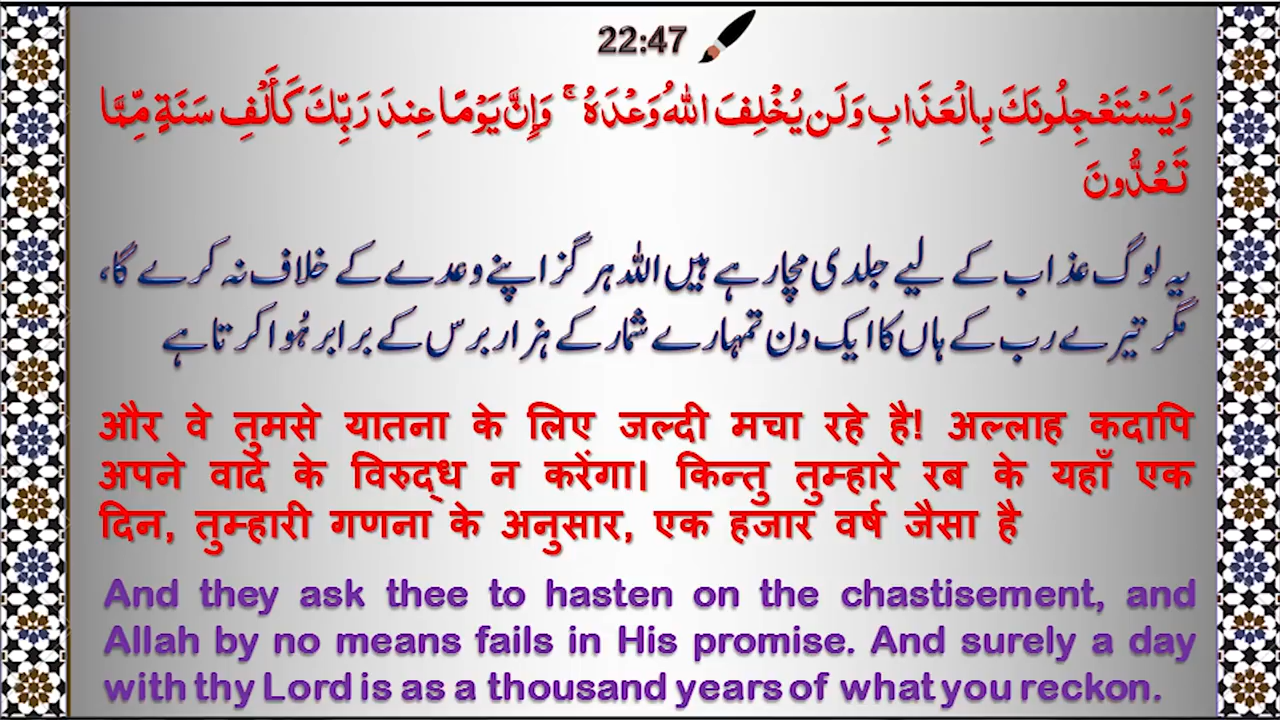 22:47
وَيَسْتَعْجِلُونَكَ بِالْعَذَابِ وَلَن يُخْلِفَ اللَّهُ وَعْدَهُ ۚ وَإِنَّ يَوْمًا عِندَ رَبِّكَ كَأَلْفِ سَنَةٍ مِّمَّا
تَعُدُّونَ
یہ لوگ عذاب کے لیے جلدی مچا رہے ہیں اللہ ہرگز اپنے وعدے کے خلاف نہ کرے گا،
مگر تیرے رب کے ہاں کا ایک دن تمہارے شمار کے ہزار برس کے برابر ہُوا کرتا ہے
और वे तुमसे यातना के लिए जल्दी मचा रहे है! अल्लाह कदापि
अपने वादे के विरुद्ध न करेंगा। किन्तु तुम्हारे रब के यहाँ एक
दिन, तुम्हारी गणना के अनुसार, एक हजार वर्ष जैसा है
And they ask thee to hasten on the chastisement, and
Allah by no means fails in His promise. And surely a day
with thy Lord is as a thousand years of what you reckon.